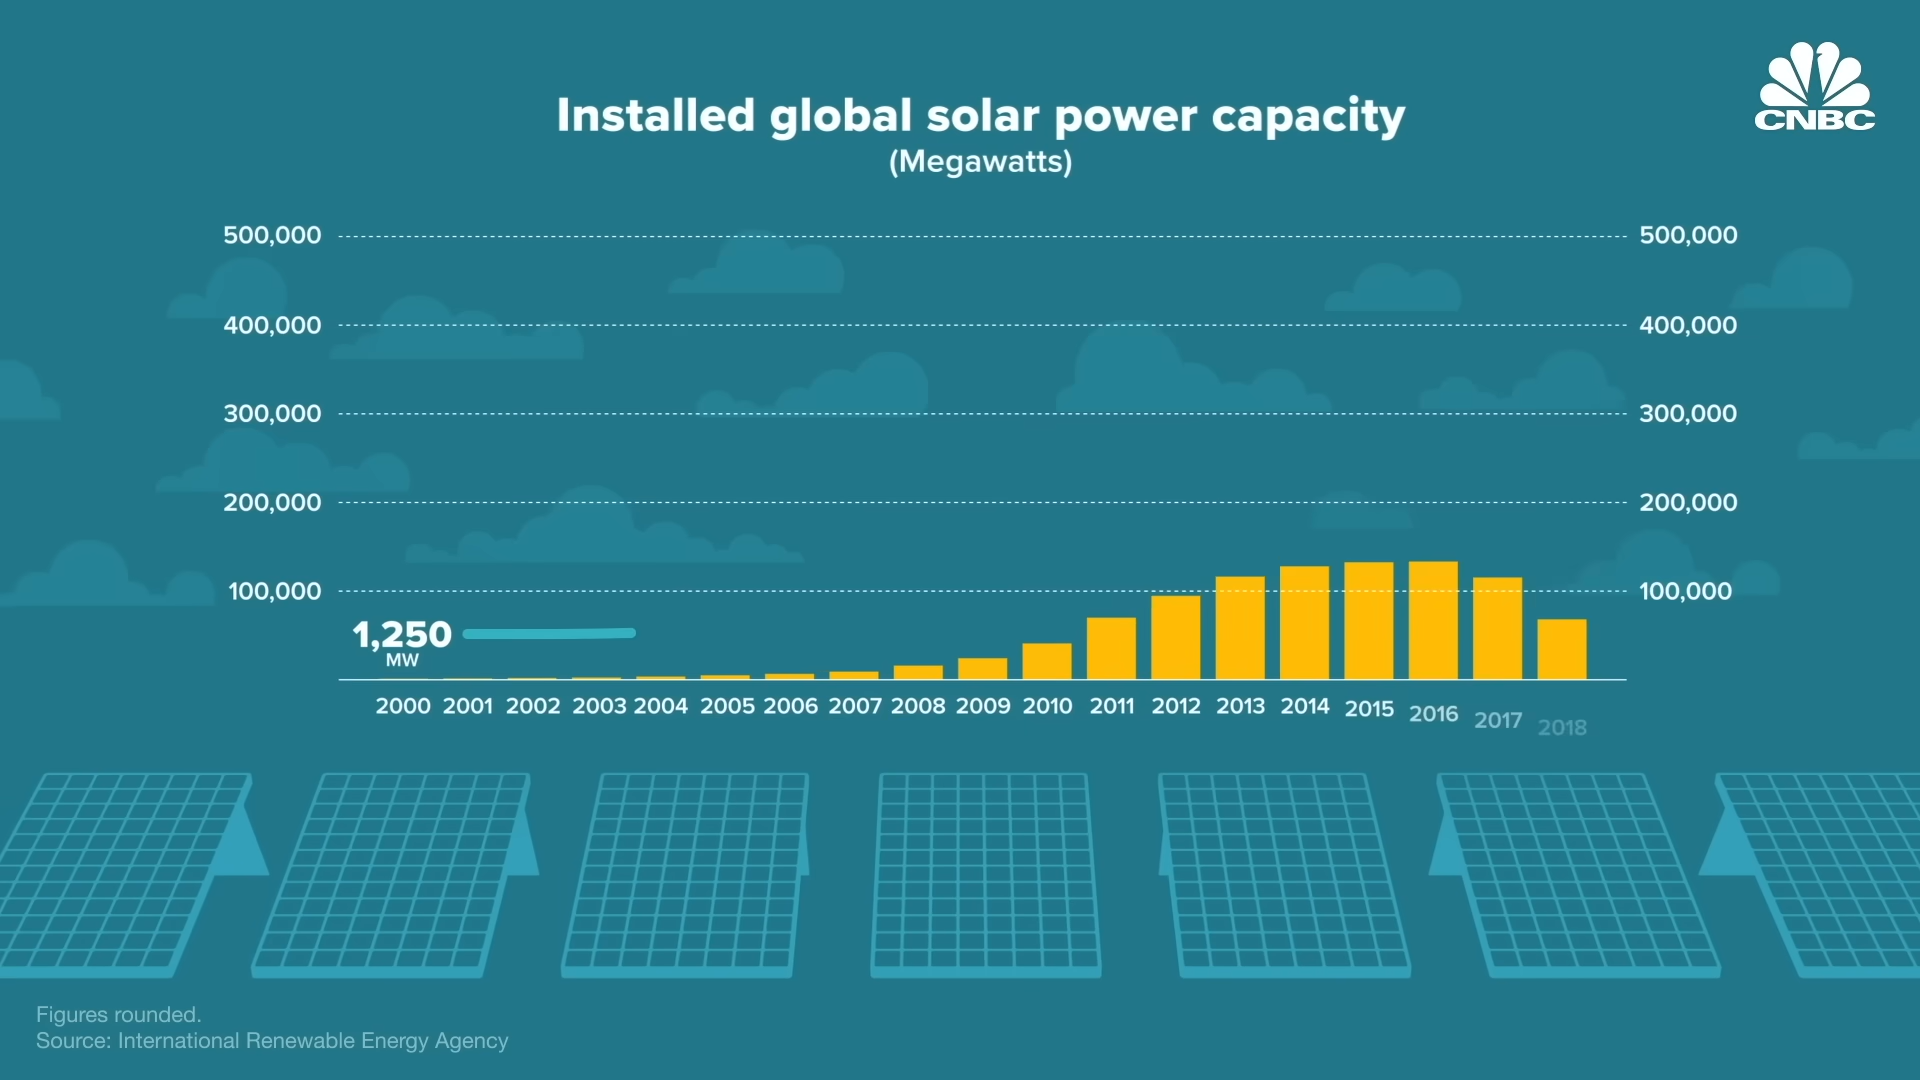 CNBC
Installed global solar power capacity
(Megawatts)
500,000 500,000
400,000 400,000
300,000 300,000
200,000 200,000
100,000 100,000
1,250
MW
2000 2001 2002 2003 2004 2005 2006 2007 2008 2009 2010 2011 2012 2013 2014 2015 2016 2017 2018
Figures rounded.
Source: International Renewable Energy Agency